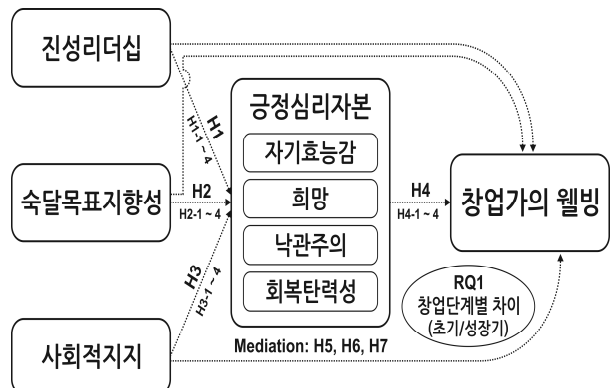 진성리더십
긍정심리자본
H1
H1-1 ~ 4
자기효능감
숙달목표지향성
H2
H2-1 ~ 4
희망
H4
H4-1 ~ 4
창업가의 웰빙
낙관주의
H3
H3-1 ~ 4
회복탄력성
RQ1
창업단계별 차이
(초기/성장기)
사회적지지
Mediation: H5, H6, H7